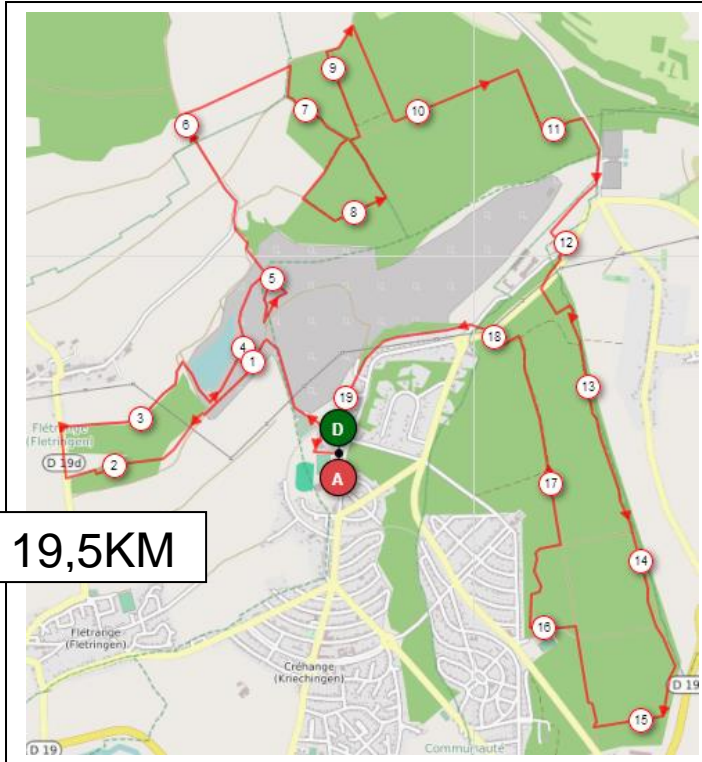 9
6
7
10
11
8
12
5
18
4
1
13
19
3
Flétrange
(Fletringen)
D
D 19d
2
A
17
19,5KM
14
16
Flétrange
(Fletringen)
Créhange
(Kriechingen)
D 19
15
D 19
Communauté